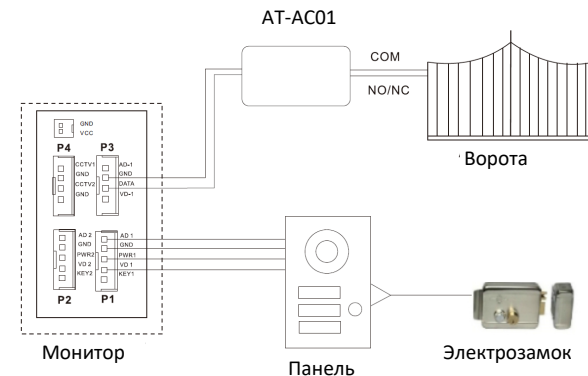 AT-AC01
COM
NO/NC
Ворота
GND
VCC
P4
P3
CCTV1
GND
CCTV2
GND
AD-1
GND
DATA
VD-1
AD 2
GND
PWR2
VD 2
KEY2
AD 1
GND
PWR1
VD 1
KEY1
P2
P1
Монитор
Панель
Электрозамок